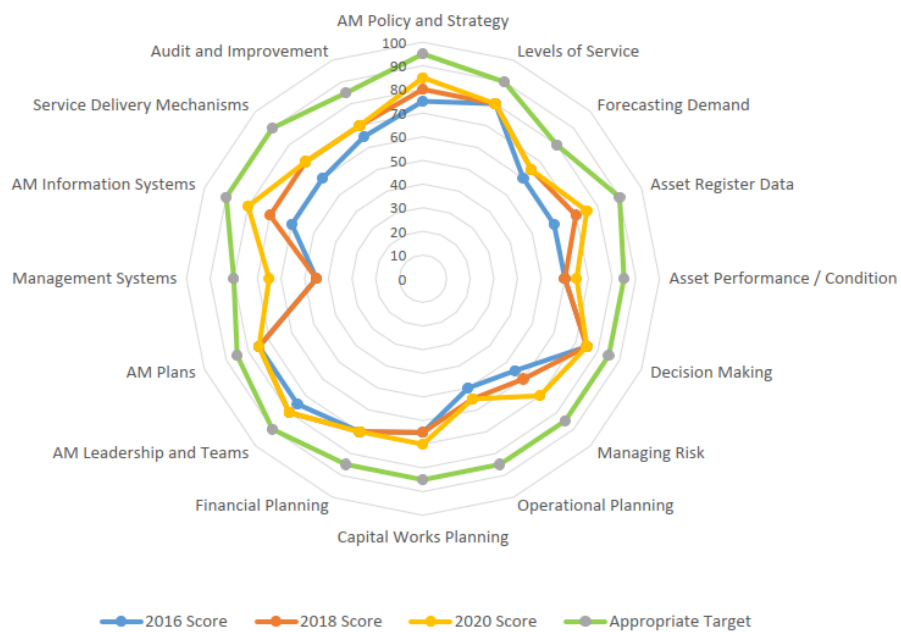 AM Policy and Strategy
Audit and Improvement
Levels of Service
Service Delivery Mechanisms
Forecasting Demand
AM Information Systems
Asset Register Data
Management Systems
Asset Performance / Condition
AM Plans
Decision Making
AM Leadership and Teams
Managing Risk
Financial Planning
Operational Planning
Capital Works Planning
100
90
80
70
60
50
40
30
20
10
0
2016 Score 2018 Score 2020 Score Appropriate Target